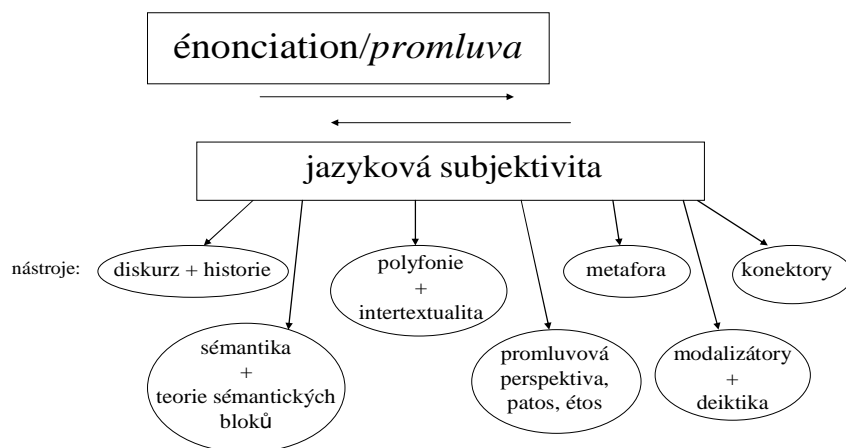 énonciation/promluva
jazyková subjektivita
nástroje:
diskurz + historie
polyfonie
+
intertextualita
metafora
konektory
sémantika
+
teorie sémantických
bloků
promluvová
perspektiva,
patos, étos
modalizátory
+
deiktika